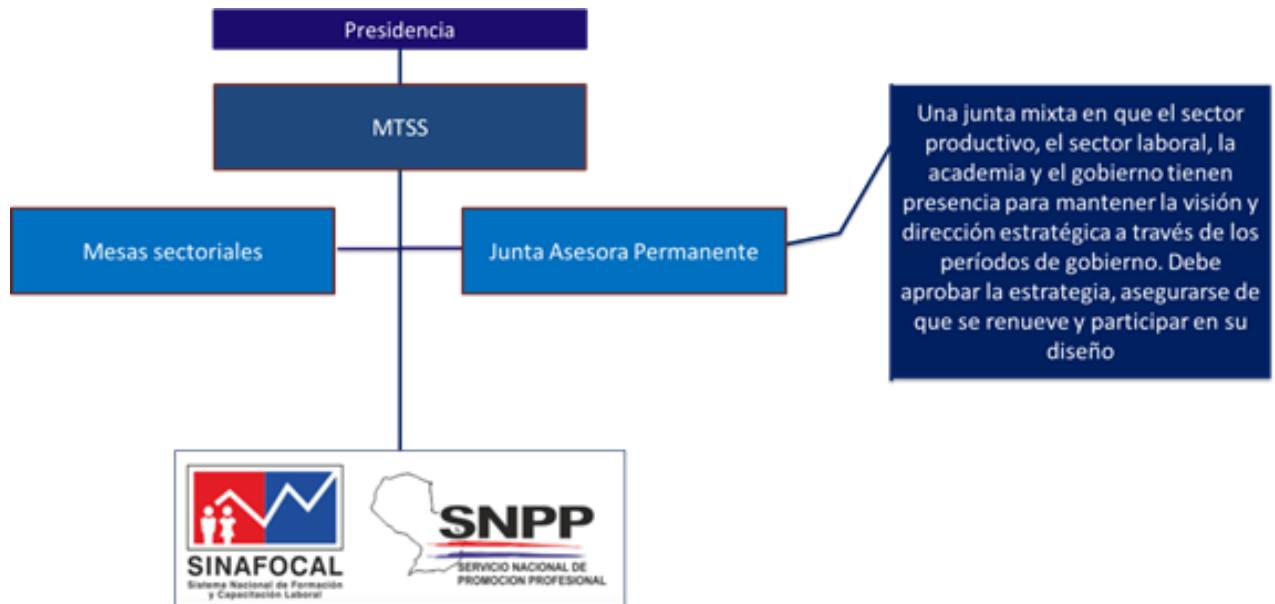 Presidencia
MTSS
Mesas sectoriales
Junta Asesora Permanente
Una junta mixta en que el sector
productivo, el sector laboral, la
academia y el gobierno tienen
presencia para mantener la visión y
dirección estratégica a través de los
períodos de gobierno. Debe
aprobar la estrategia, asegurarse de
que se renueve y participar en su
diseño
SINAFOCAL
Sistema Nacional de Formación
y Capacitación Laboral
SNPP
SERVICIO NACIONAL DE
PROMOCION PROFESIONAL